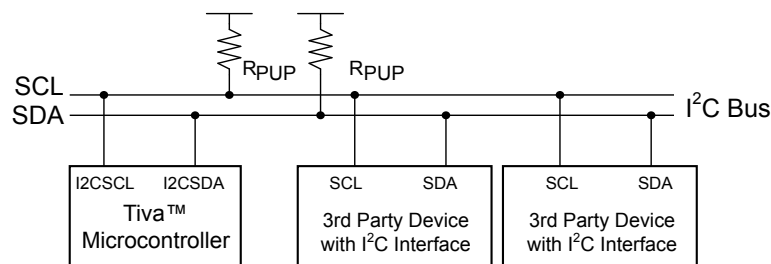 RPUP
RPUP
SCL
SDA
I²C Bus
I2CSCL I2CSDA
Tiva™
Microcontroller
SCL SDA
3rd Party Device
with I²C Interface
SCL SDA
3rd Party Device
with I²C Interface